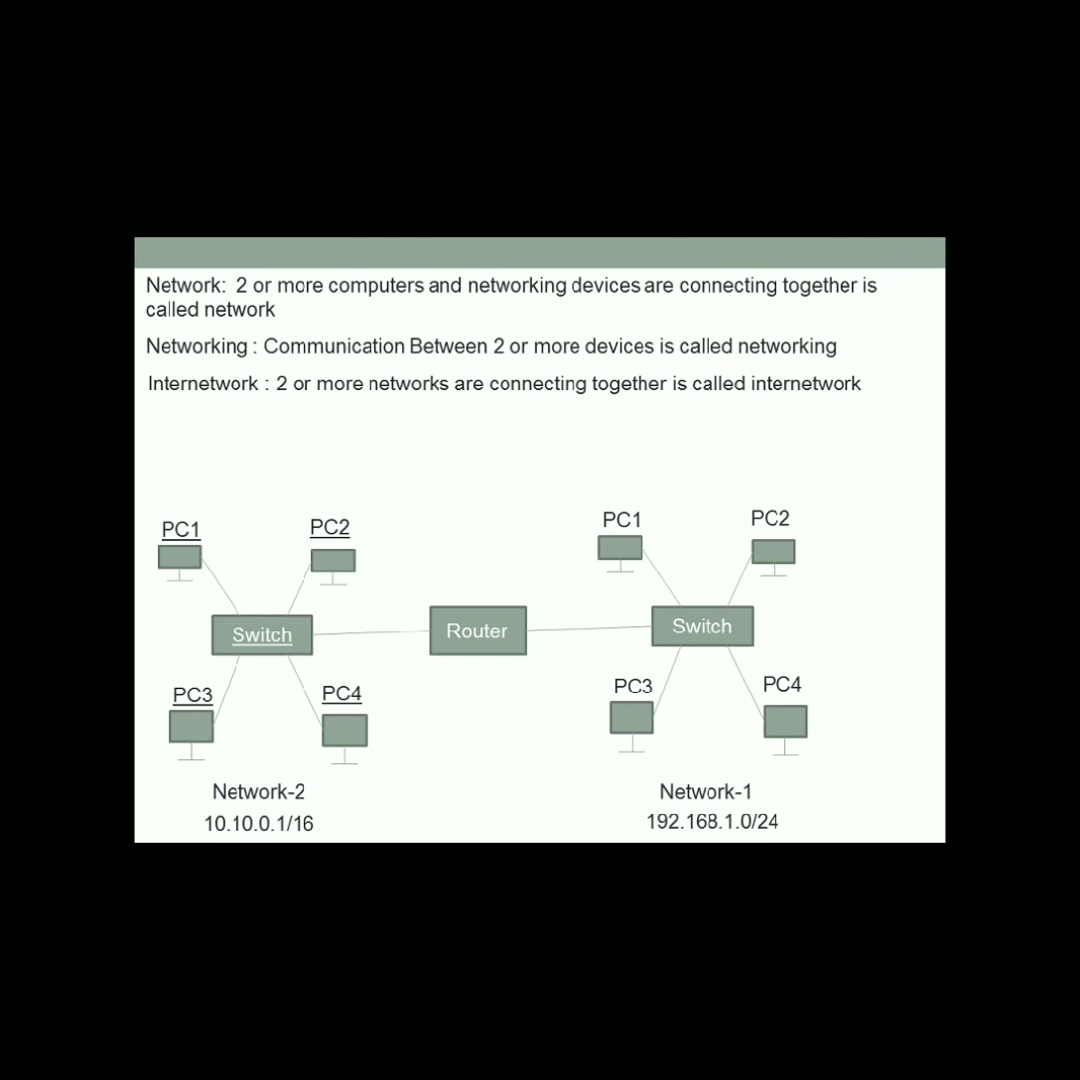 Network: 2 or more computers and networking devices are connecting together is
called network
Networking : Communication Between 2 or more devices is called networking
Internetwork : 2 or more networks are connecting together is called internetwork
PC1
PC2
PC1
PC2
Switch
Router
Switch
PC3
PC4
PC3
PC4
Network-2
Network-1
10.10.0.1/16
192.168.1.0/24